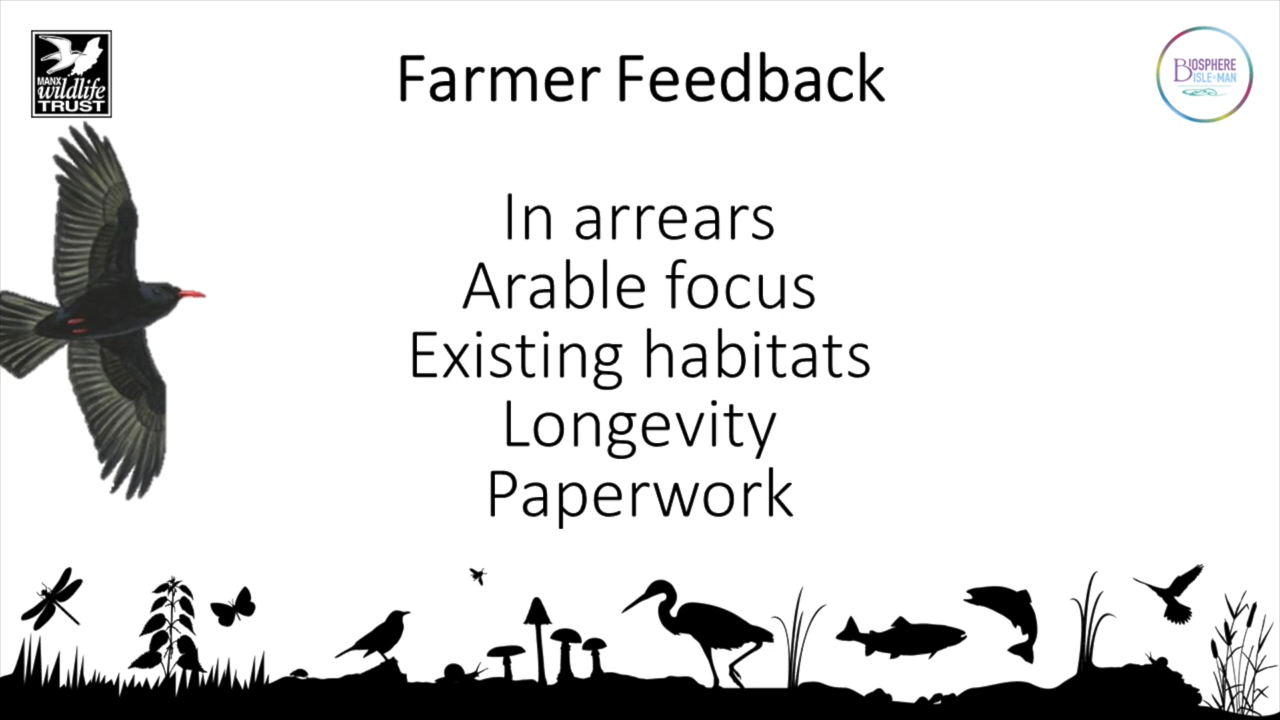 MANX
wildlife
TRUST
Farmer Feedback
BIOSPHERE
ISLE of MAN
In arrears
Arable focus
Existing habitats
Longevity
Paperwork